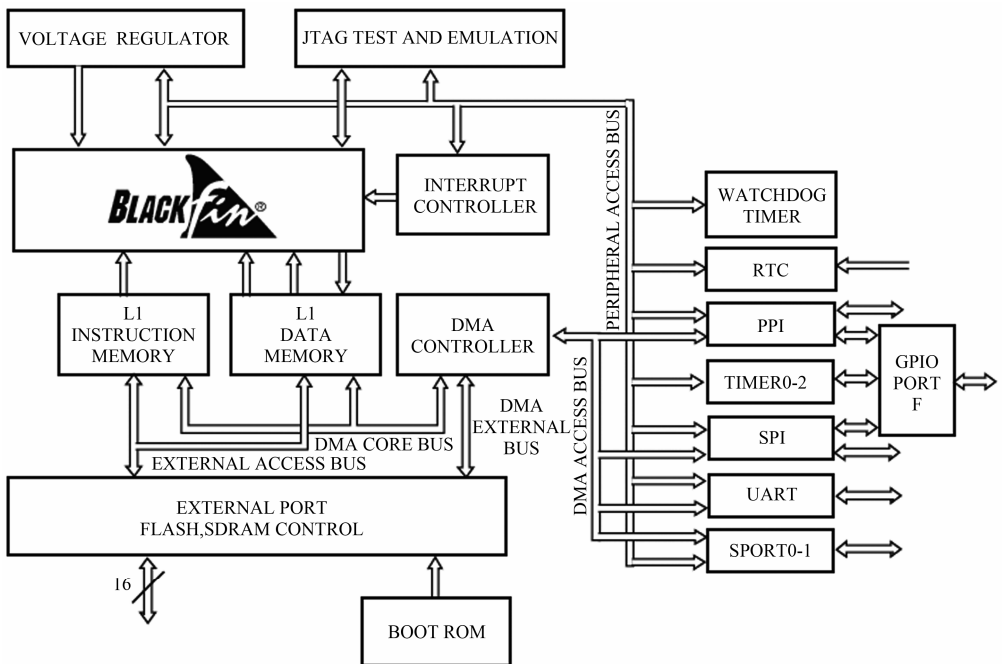 VOLTAGE REGULATOR
JTAG TEST AND EMULATION
BLACKfin®
INTERRUPT
CONTROLLER
PERIPHERAL ACCESS BUS
WATCHDOG
TIMER
RTC
L1
INSTRUCTION
MEMORY
L1
DATA
MEMORY
DMA
CONTROLLER
PPI
GPIO
PORT
F
TIMER0-2
DMA ACCESS BUS
DMA
EXTERNAL
BUS
DMA CORE BUS
EXTERNAL ACCESS BUS
SPI
UART
SPORT0-1
EXTERNAL PORT
FLASH,SDRAM CONTROL
16
BOOT ROM